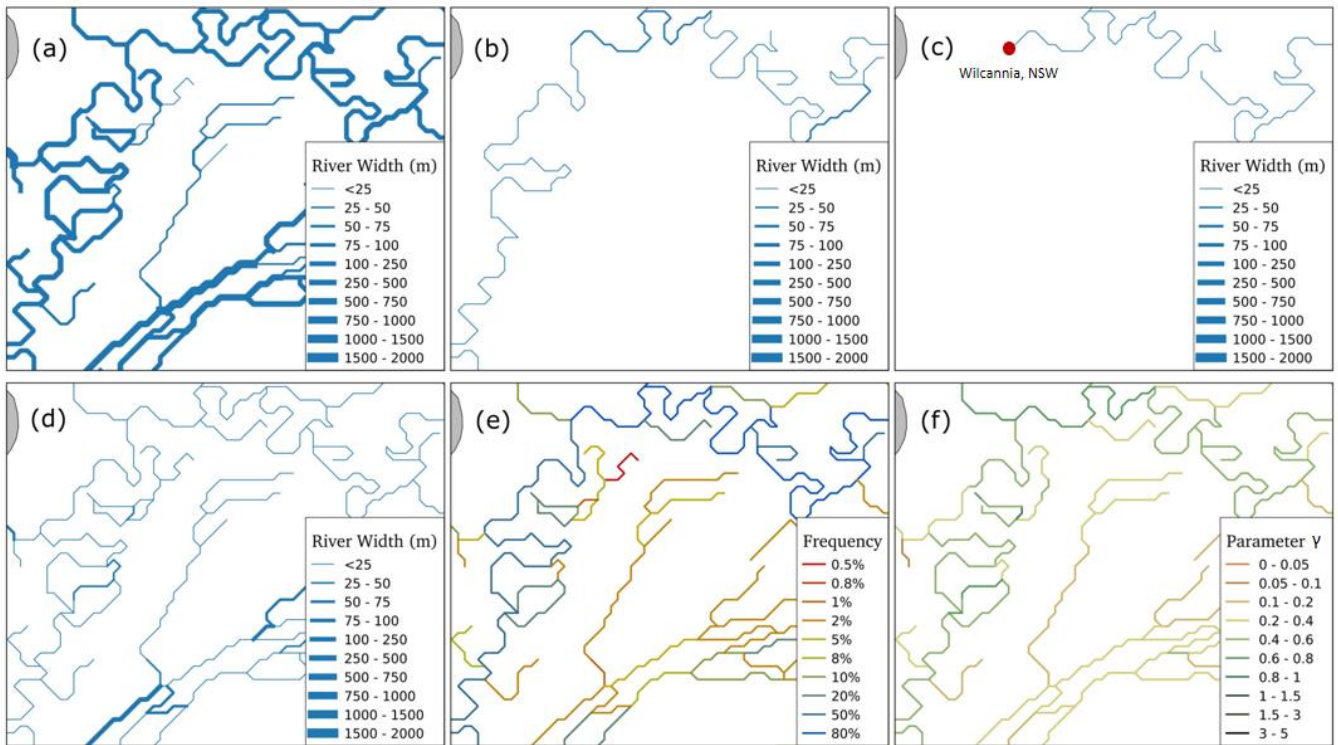 (a)
River Width (m)
<25
25 - 50
50 - 75
75 - 100
100 - 250
250 - 500
500 - 750
750 - 1000
1000 - 1500
1500 - 2000
(b)
River Width (m)
<25
25 - 50
50 - 75
75 - 100
100 - 250
250 - 500
500 - 750
750 - 1000
1000 - 1500
1500 - 2000
(c)
Wilcannia, NSW
River Width (m)
<25
25 - 50
50 - 75
75 - 100
100 - 250
250 - 500
500 - 750
750 - 1000
1000 - 1500
1500 - 2000
(d)
River Width (m)
<25
25 - 50
50 - 75
75 - 100
100 - 250
250 - 500
500 - 750
750 - 1000
1000 - 1500
1500 - 2000
(e)
Frequency
0.5%
0.8%
1%
2%
5%
8%
10%
20%
50%
80%
(f)
Parameter γ
0 - 0.05
0.05 - 0.1
0.1 - 0.2
0.2 - 0.4
0.4 - 0.6
0.6 - 0.8
0.8 - 1
1 - 1.5
1.5 - 3
3 - 5